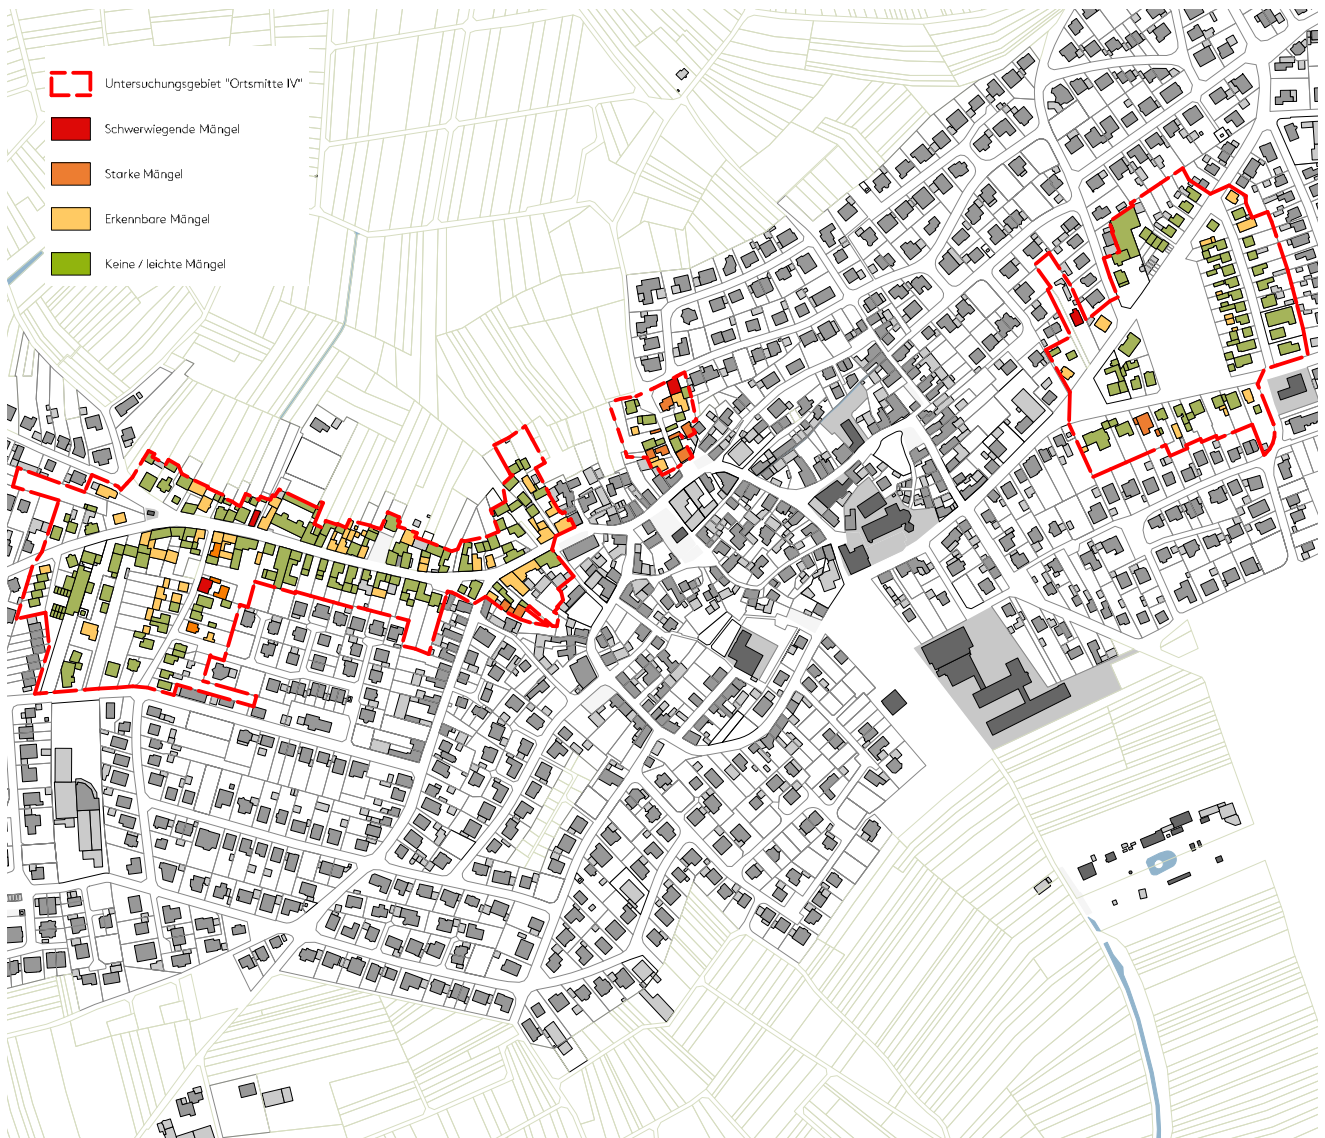 Untersuchungsgebiet "Ortsmitte IV"
Schwerwiegende Mängel
Starke Mängel
Erkennbare Mängel
Keine / leichte Mängel